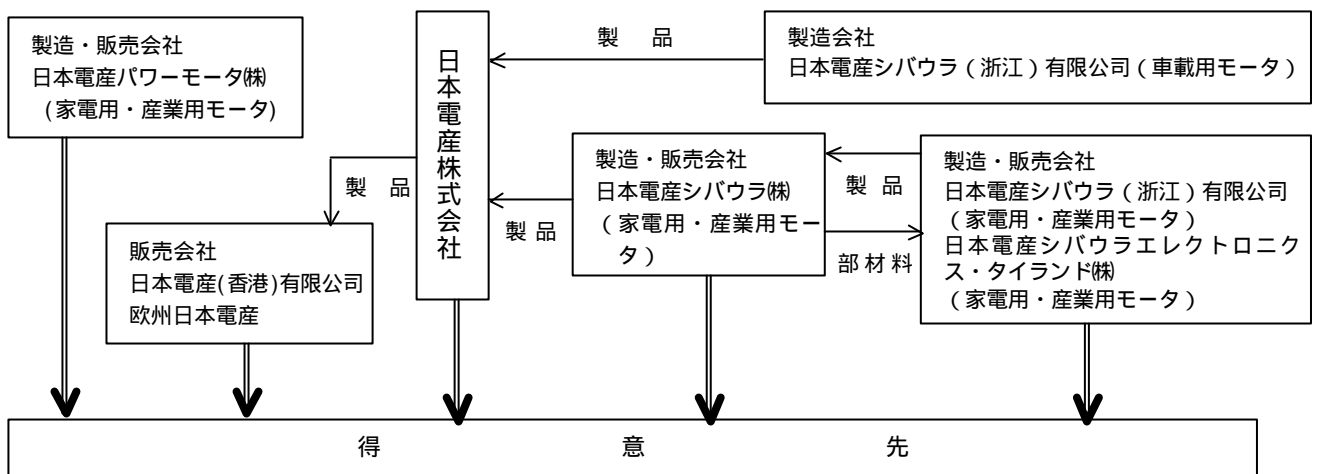 製造・販売会社
日本電産パワーモータ㈱
(家電用・産業用モータ)
日本電産株式会社
製 品
製造会社
日本電産シバウラ(浙江)有限公司(車載用モータ)
製 品
販売会社
日本電産(香港)有限公司
欧州日本電産
製 品
製造・販売会社
日本電産シバウラ㈱
(家電用・産業用モー
タ)
製 品
部 材 料
製造・販売会社
日本電産シバウラ(浙江)有限公司
(家電用・産業用モータ)
日本電産シバウラエレクトロニク
ス・タイランド㈱
(家電用・産業用モータ)
得 意 先